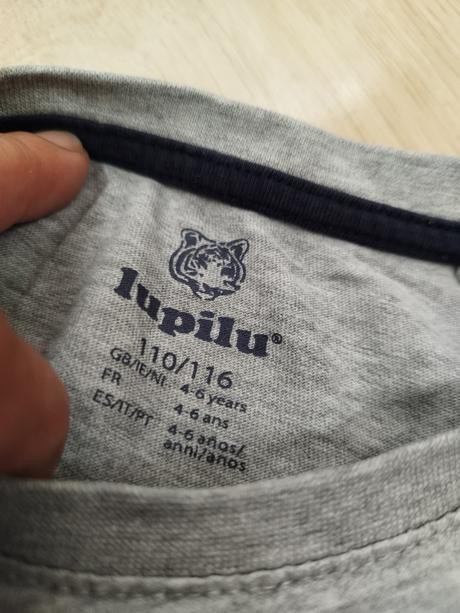 lupilu®
110/116
GB/IE/NI 4-6 years
FR 4-6 ans
ES/IT/PT 4-6 años/
anni/anos